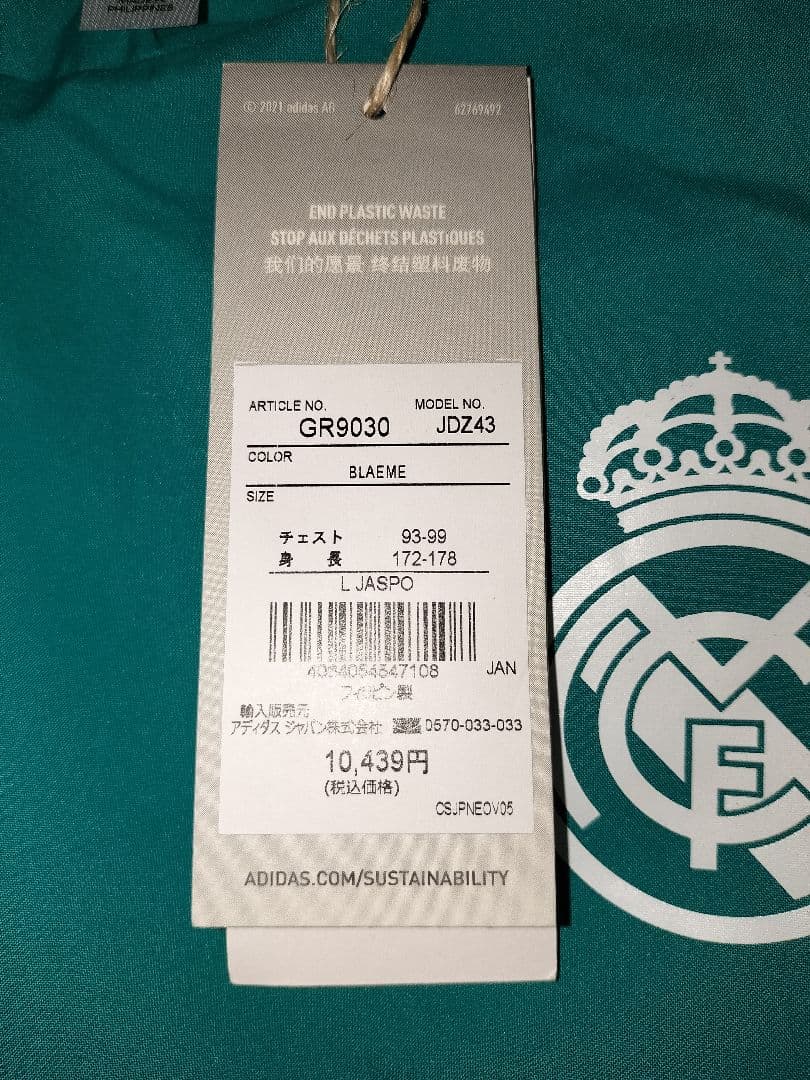 PHILIPPINES
© 2021 adidas AG 62769492
END PLASTIC WASTE
STOP AUX DÉCHETS PLASTIQUES
我们的愿景 终结塑料废物
ARTICLE NO. MODEL NO.
GR9030 JDZ43
COLOR
BLAEME
SIZE
チェスト 93-99
身 長 172-178
L JASPO
JAN
フィリピン製
輸入販売元
アディダス ジャパン株式会社 0570-033-033
10,439円
(税込価格)
CSJPNEOV05
ADIDAS.COM/SUSTAINABILITY